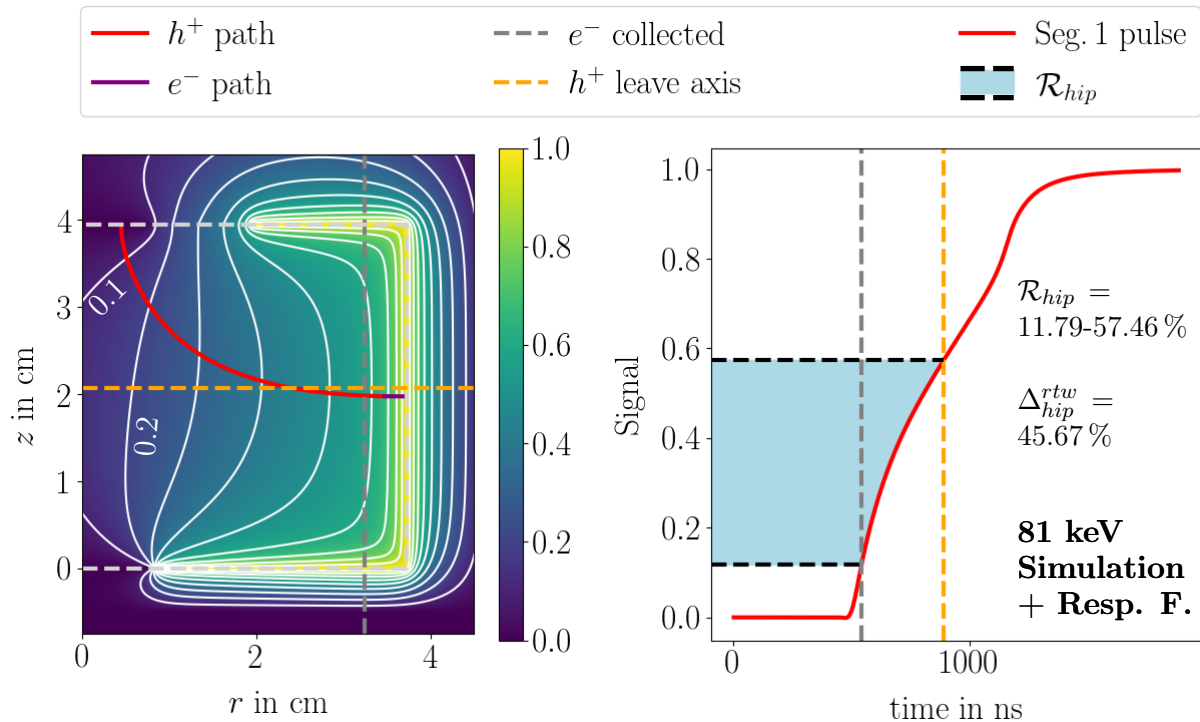 h⁺ path
e⁻ path
e⁻ collected
h⁺ leave axis
Seg. 1 pulse
𝓡_hip
z in cm
4
3
2
1
0
0.1
0.2
0
2
4
r in cm
1.0
0.8
0.6
0.4
0.2
0.0
Signal
1.0
0.8
0.6
0.4
0.2
0.0
0
1000
time in ns
𝓡_hip =
11.79-57.46 %
Δ_hip^rtw =
45.67 %
81 keV
Simulation
+ Resp. F.